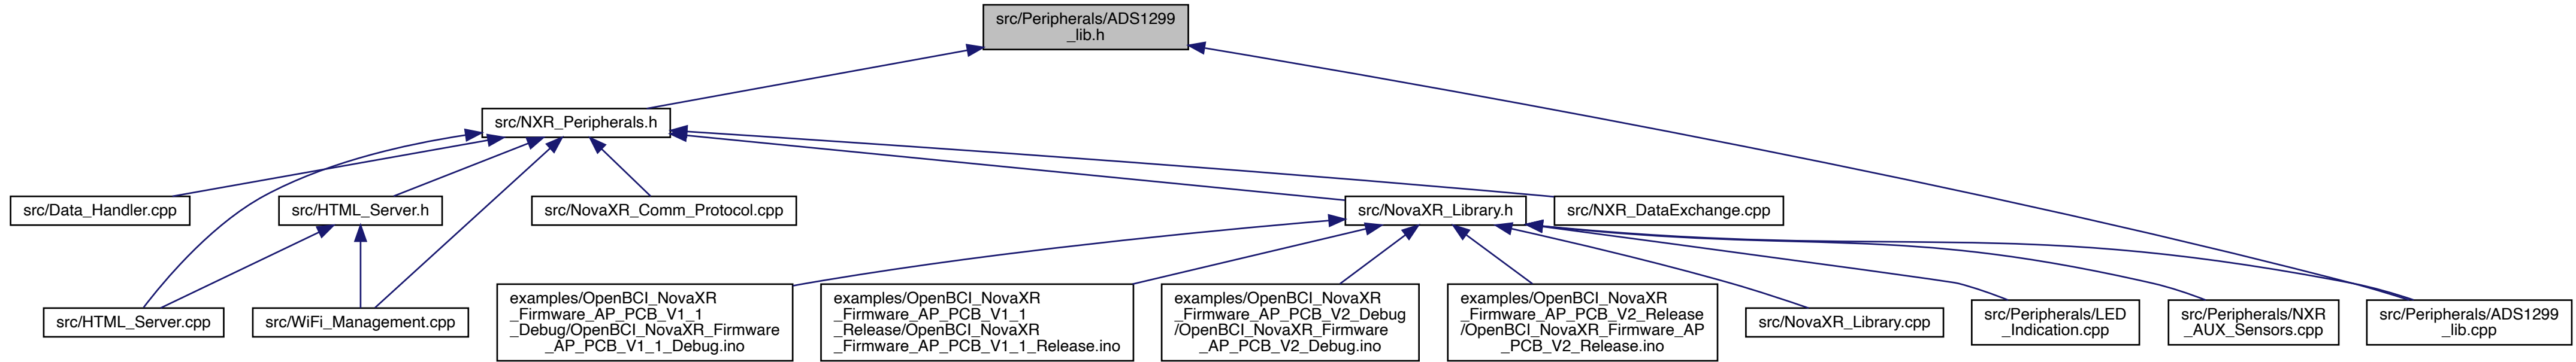 src/Peripherals/ADS1299
_lib.h
src/NXR_Peripherals.h
src/Data_Handler.cpp
src/HTML_Server.h
src/NovaXR_Comm_Protocol.cpp
src/NovaXR_Library.h
src/NXR_DataExchange.cpp
src/HTML_Server.cpp
src/WiFi_Management.cpp
examples/OpenBCI_NovaXR
_Firmware_AP_PCB_V1_1
_Debug/OpenBCI_NovaXR_Firmware
_AP_PCB_V1_1_Debug.ino
examples/OpenBCI_NovaXR
_Firmware_AP_PCB_V1_1
_Release/OpenBCI_NovaXR
_Firmware_AP_PCB_V1_1_Release.ino
examples/OpenBCI_NovaXR
_Firmware_AP_PCB_V2_Debug
/OpenBCI_NovaXR_Firmware
_AP_PCB_V2_Debug.ino
examples/OpenBCI_NovaXR
_Firmware_AP_PCB_V2_Release
/OpenBCI_NovaXR_Firmware_AP
_PCB_V2_Release.ino
src/NovaXR_Library.cpp
src/Peripherals/LED
_Indication.cpp
src/Peripherals/NXR
_AUX_Sensors.cpp
src/Peripherals/ADS1299
_lib.cpp